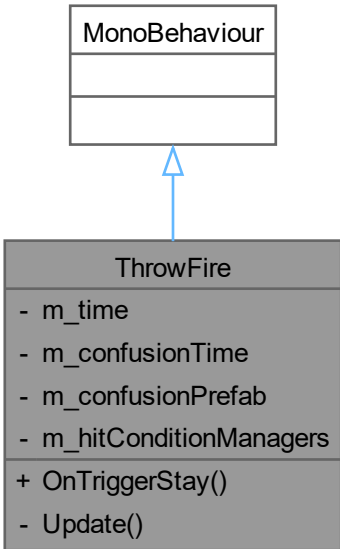 MonoBehaviour
ThrowFire
- m_time
- m_confusionTime
- m_confusionPrefab
- m_hitConditionManagers
+ OnTriggerStay()
- Update()